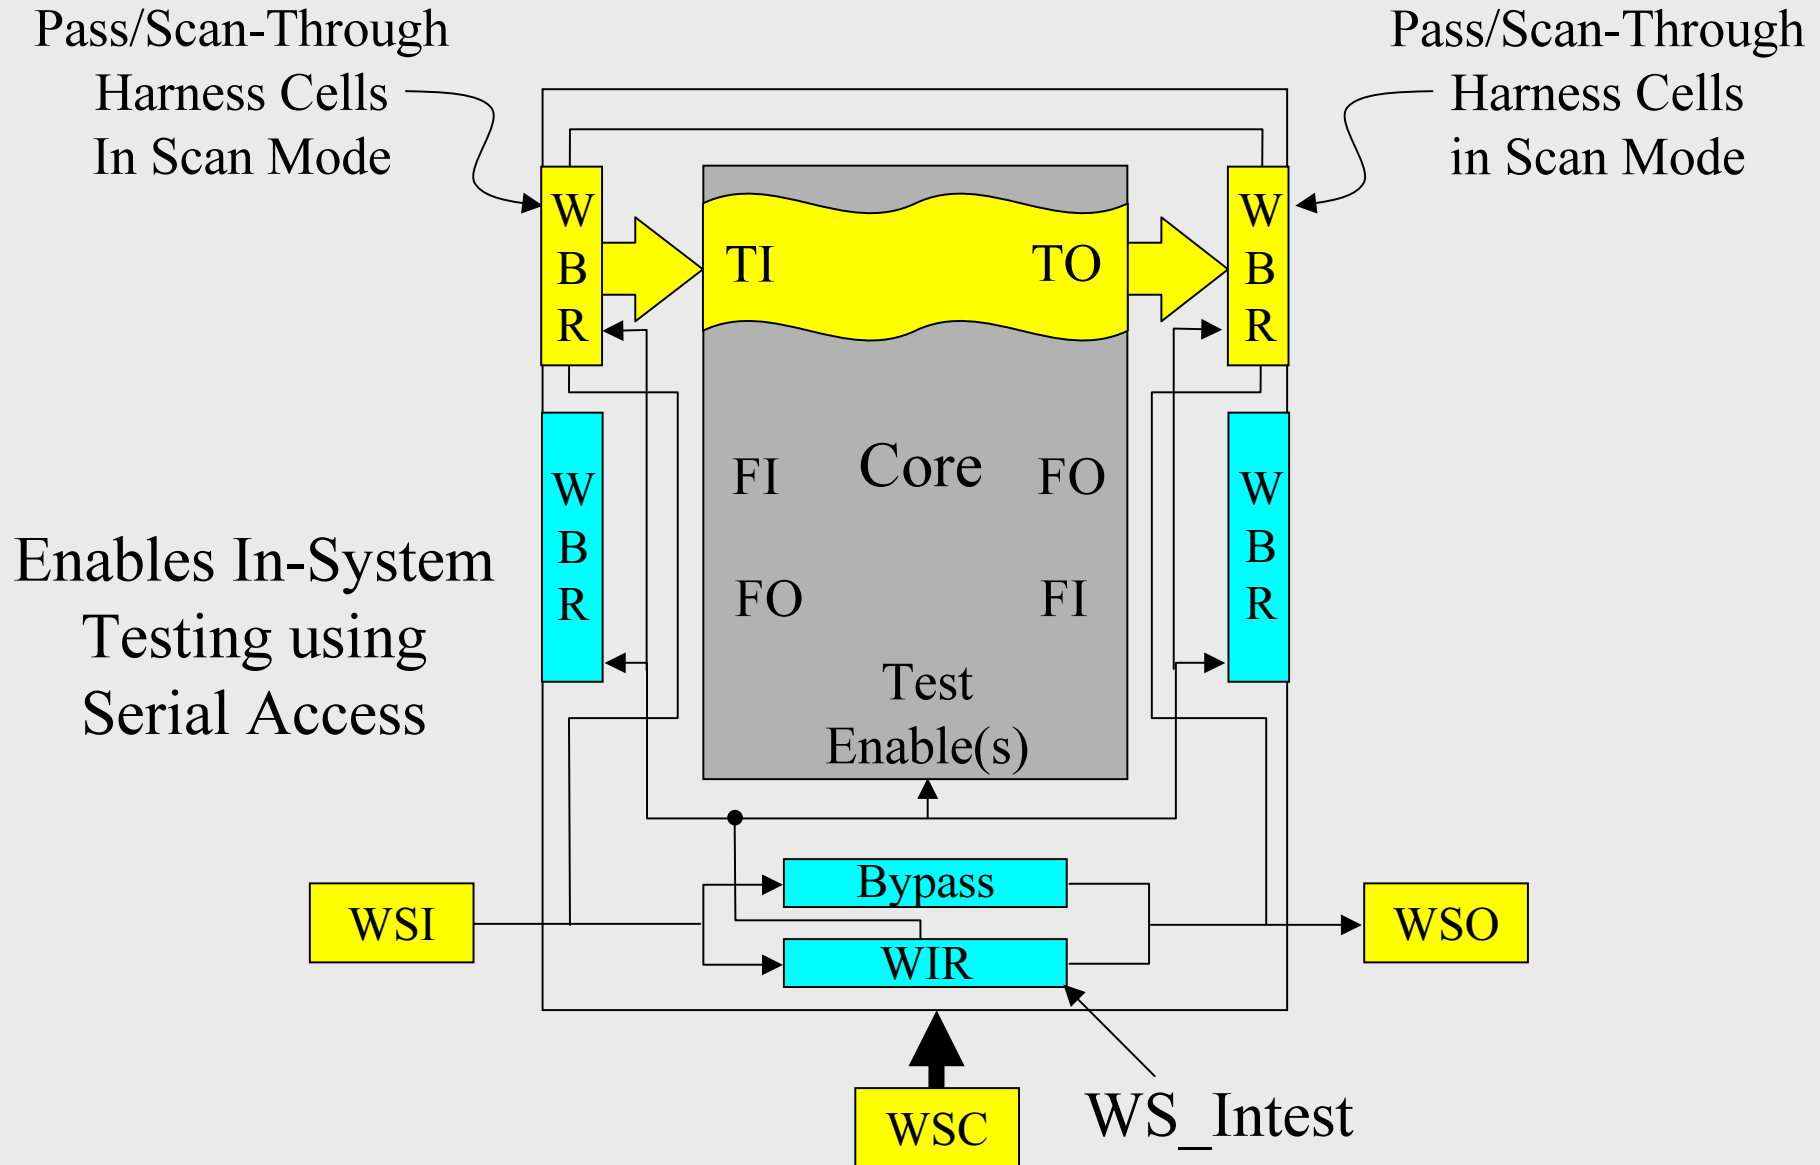 Pass/Scan-Through
Harness Cells
In Scan Mode
Pass/Scan-Through
Harness Cells
in Scan Mode
W
B
R
TI
TO
W
B
R
W
B
R
FI
Core
FO
W
B
R
FO
FI
Enables In-System
Testing using
Serial Access
Test
Enable(s)
Bypass
WSI
WIR
WSO
WSC
WS_Intest